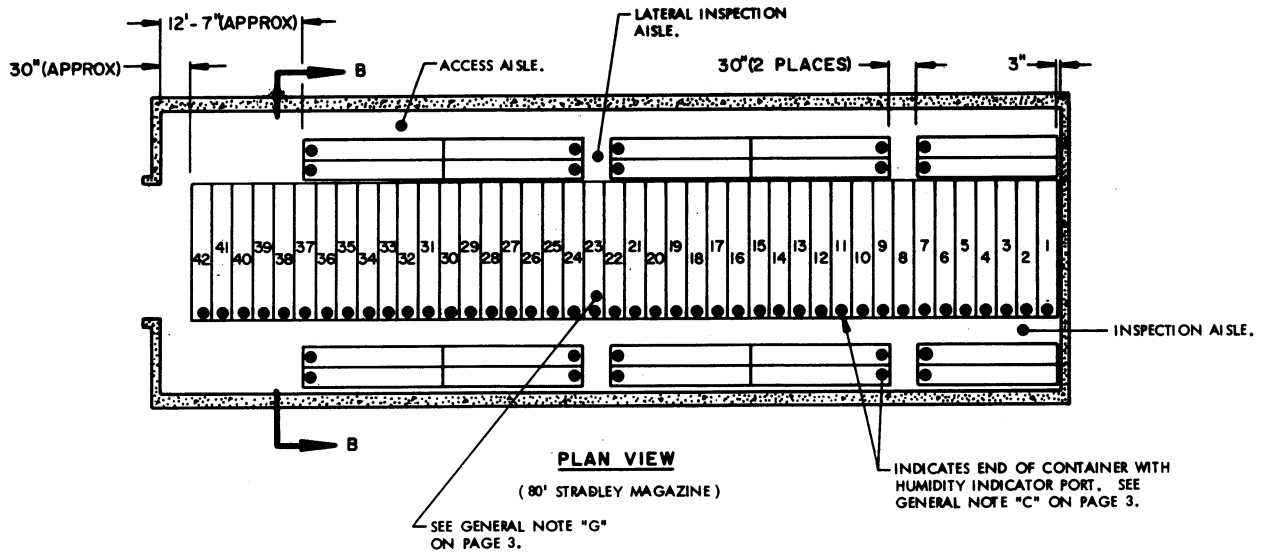 12'-7"(APPROX)
LATERAL INSPECTION
AISLE.
30"(APPROX)
B
ACCESS AISLE.
30"(2 PLACES)
3"
42 41 40 39 38 37 36 35 34 33 32 31 30 29 28 27 26 25 24 23 22 21 20 19 18 17 16 15 14 13 12 11 10 9 8 7 6 5 4 3 2 1
INSPECTION AISLE.
B
PLAN VIEW
(80' STRADLEY MAGAZINE)
INDICATES END OF CONTAINER WITH
HUMIDITY INDICATOR PORT. SEE
GENERAL NOTE "C" ON PAGE 3.
SEE GENERAL NOTE "G"
ON PAGE 3.